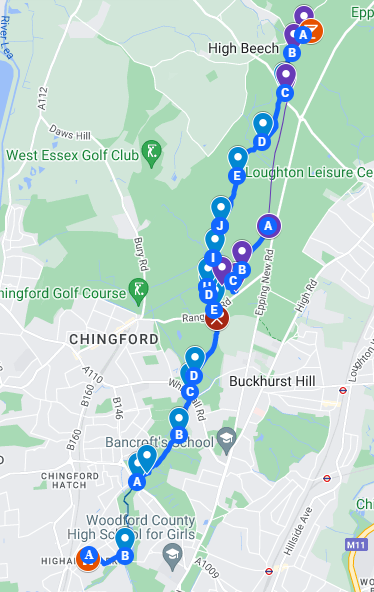 Epp
River Lea
A
High Beech
B
A112
C
Daws Hill
D
West Essex Golf Club
E
Loughton Leisure Ce
J
A
Bury Rd
I
B
C
D
hingford Golf Course
E
Rang
Rd
Epping New Rd
High Rd
CHINGFORD
A110
D
C
Buckhurst Hill
B160
B146
B
Bancroft's School
B160
CHINGFORD
HATCH
A
Woodford County
High School for Girls
Hillside Ave
Ch
M11
HIGHA
A
B
A1009